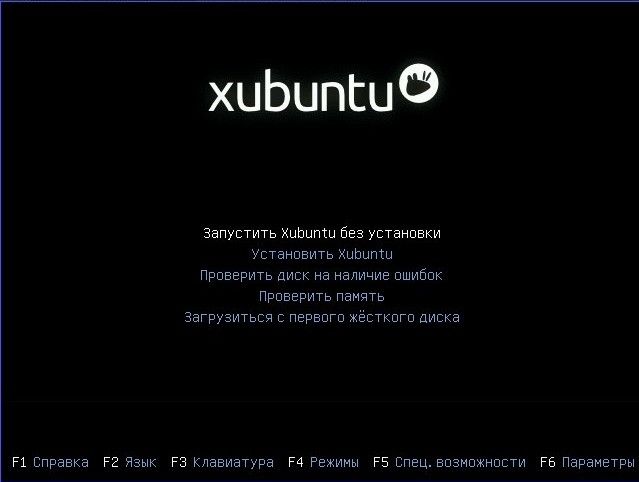 xubuntu
Запустить Xubuntu без установки
Установить Xubuntu
Проверить диск на наличие ошибок
Проверить память
Загрузиться с первого жёсткого диска
F1 Справка F2 Язык F3 Клавиатура F4 Режимы F5 Спец. возможности F6 Параметры